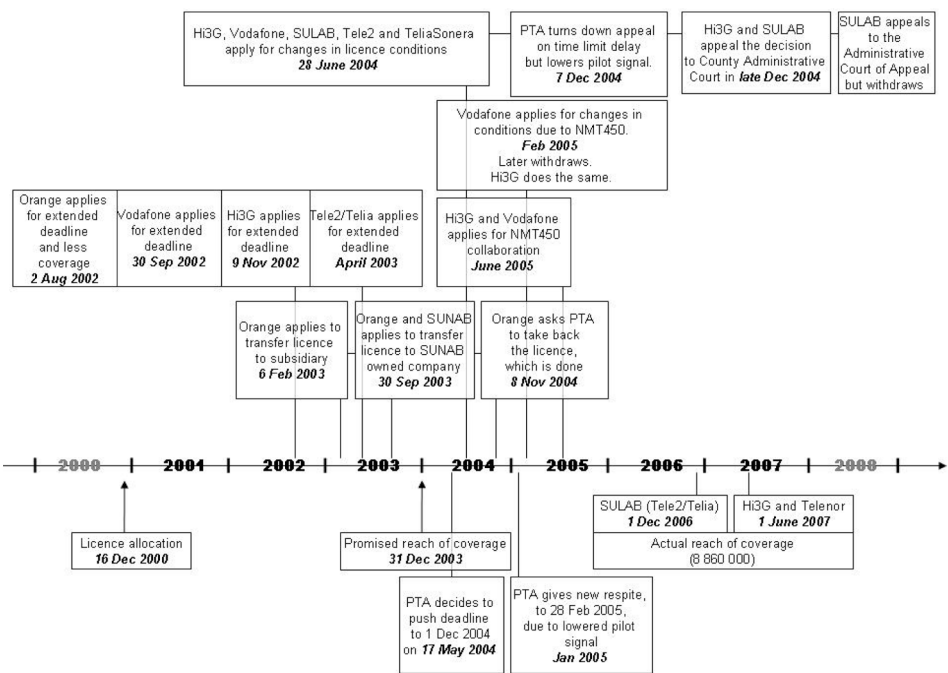 Hi3G, Vodafone, SULAB, Tele2 and TeliaSonera
apply for changes in licence conditions
28 June 2004
PTA turns down appeal
on time limit delay
but lowers pilot signal.
7 Dec 2004
Hi3G and SULAB
appeal the decision
to County Administrative
Court in late Dec 2004
SULAB appeals
to the
Administrative
Court of Appeal
but withdraws
Vodafone applies for changes in
conditions due to NMT450.
Feb 2005
Later withdraws.
Hi3G does the same.
Orange applies
for extended
deadline
and less
coverage
2 Aug 2002
Vodafone applies
for extended
deadline
30 Sep 2002
Hi3G applies
for extended
deadline
9 Nov 2002
Tele2/Telia applies
for extended
deadline
April 2003
Hi3G and Vodafone
applies for NMT450
collaboration
June 2005
Orange applies to
transfer licence
to subsidiary
6 Feb 2003
Orange and SUNAB
applies to transfer
licence to SUNAB
owned company
30 Sep 2003
Orange asks PTA
to take back
the licence,
which is done
8 Nov 2004
2000 2001 2002 2003 2004 2005 2006 2007 2008
Licence allocation
16 Dec 2000
Promised reach of coverage
31 Dec 2003
SULAB (Tele2/Telia)
1 Dec 2006
Hi3G and Telenor
1 June 2007
Actual reach of coverage
(8 860 000)
PTA decides to
push deadline
to 1 Dec 2004
on 17 May 2004
PTA gives new respite,
to 28 Feb 2005,
due to lowered pilot
signal
Jan 2005